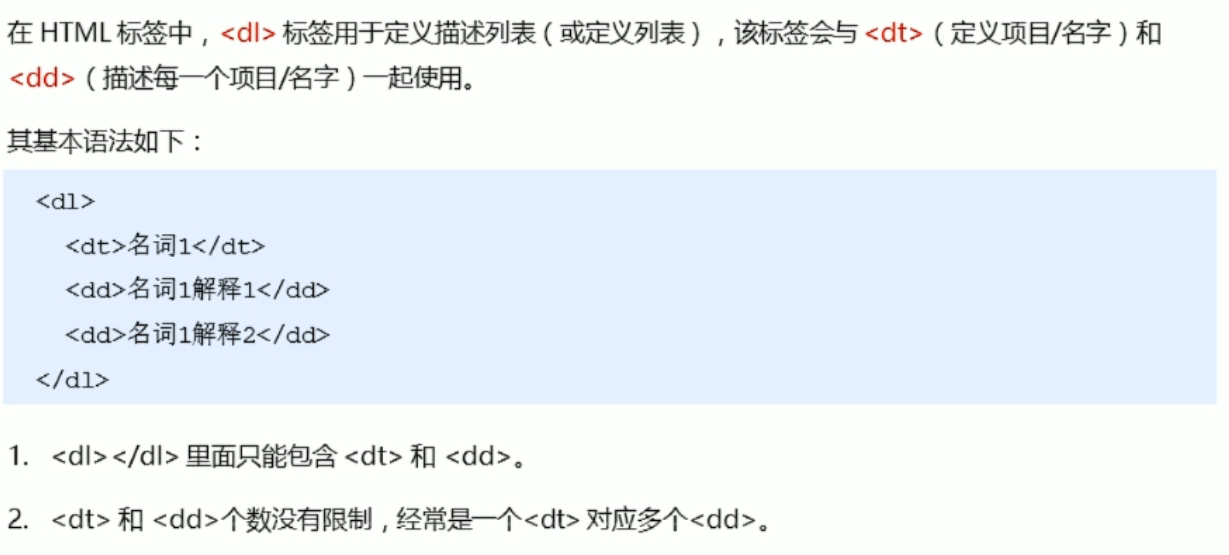 在 HTML 标签中，<dl> 标签用于定义描述列表（或定义列表），该标签会与 <dt>（定义项目/名字）和
<dd>（描述每一个项目/名字）一起使用。
其基本语法如下：
<dl>
<dt>名词1</dt>
<dd>名词1解释1</dd>
<dd>名词1解释2</dd>
</dl>
1. <dl></dl> 里面只能包含 <dt> 和 <dd>。
2. <dt> 和 <dd>个数没有限制，经常是一个<dt> 对应多个<dd>。